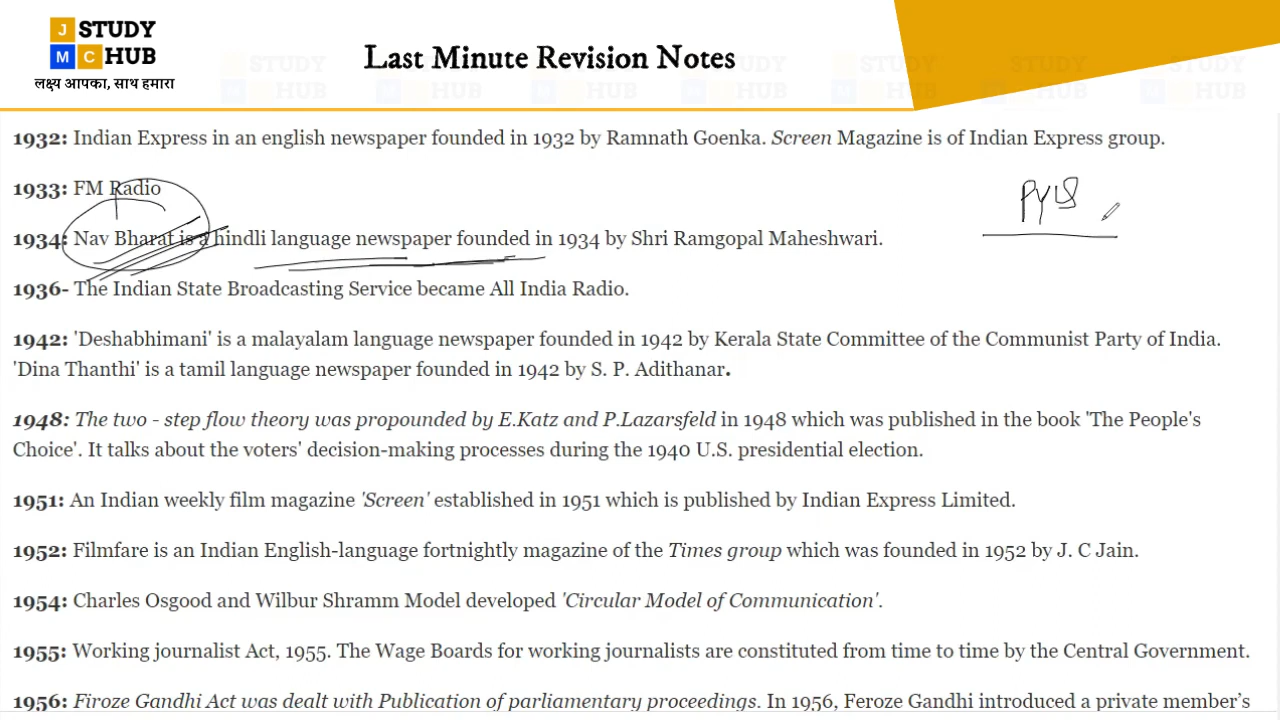 J STUDY
MC HUB
लक्ष्य आपका, साथ हमारा
Last Minute Revision Notes
1932: Indian Express in an english newspaper founded in 1932 by Ramnath Goenka. Screen Magazine is of Indian Express group.
1933: FM Radio
PYQs
1934: Nav Bharat is a hindli language newspaper founded in 1934 by Shri Ramgopal Maheshwari.
1936- The Indian State Broadcasting Service became All India Radio.
1942: 'Deshabhimani' is a malayalam language newspaper founded in 1942 by Kerala State Committee of the Communist Party of India.
'Dina Thanthi' is a tamil language newspaper founded in 1942 by S. P. Adithanar.
1948: The two - step flow theory was propounded by E.Katz and P.Lazarsfeld in 1948 which was published in the book 'The People's
Choice'. It talks about the voters' decision-making processes during the 1940 U.S. presidential election.
1951: An Indian weekly film magazine 'Screen' established in 1951 which is published by Indian Express Limited.
1952: Filmfare is an Indian English-language fortnightly magazine of the Times group which was founded in 1952 by J. C Jain.
1954: Charles Osgood and Wilbur Shramm Model developed 'Circular Model of Communication'.
1955: Working journalist Act, 1955. The Wage Boards for working journalists are constituted from time to time by the Central Government.
1956: Firoze Gandhi Act was dealt with Publication of parliamentary proceedings. In 1956, Feroze Gandhi introduced a private member's